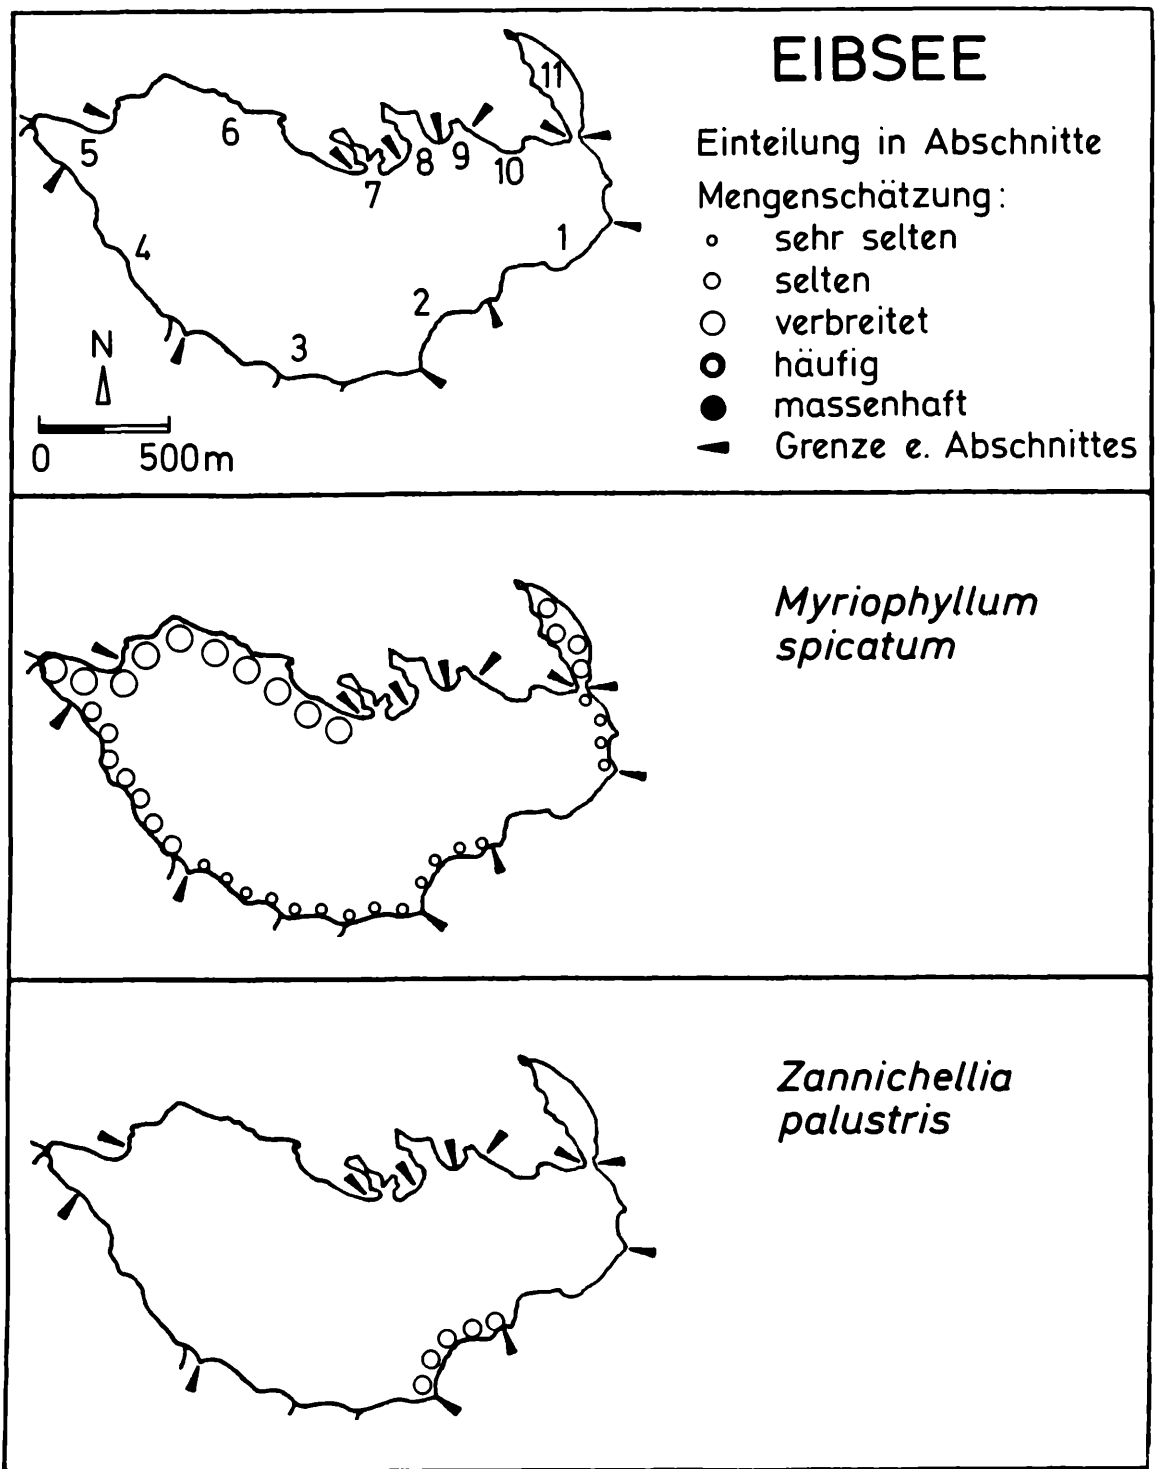 EIBSEE
Einteilung in Abschnitte
Mengenschätzung:
sehr selten
selten
verbreitet
häufig
massenhaft
Grenze e. Abschnittes
11
6
5
8
9
10
7
1
4
2
3
N
0 500m
Myriophyllum
spicatum
Zannichellia
palustris